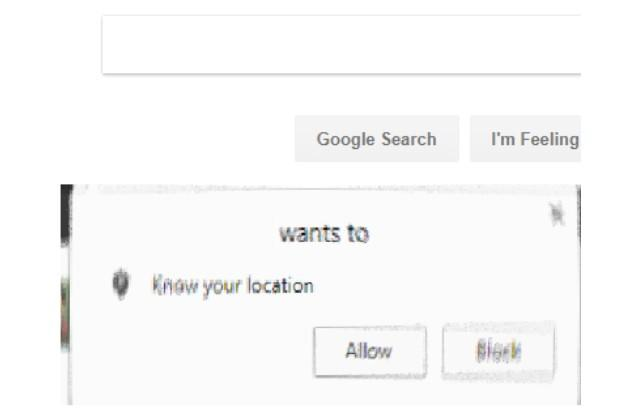 Google Search I'm Feeling
wants to
Know your location
Allow Block